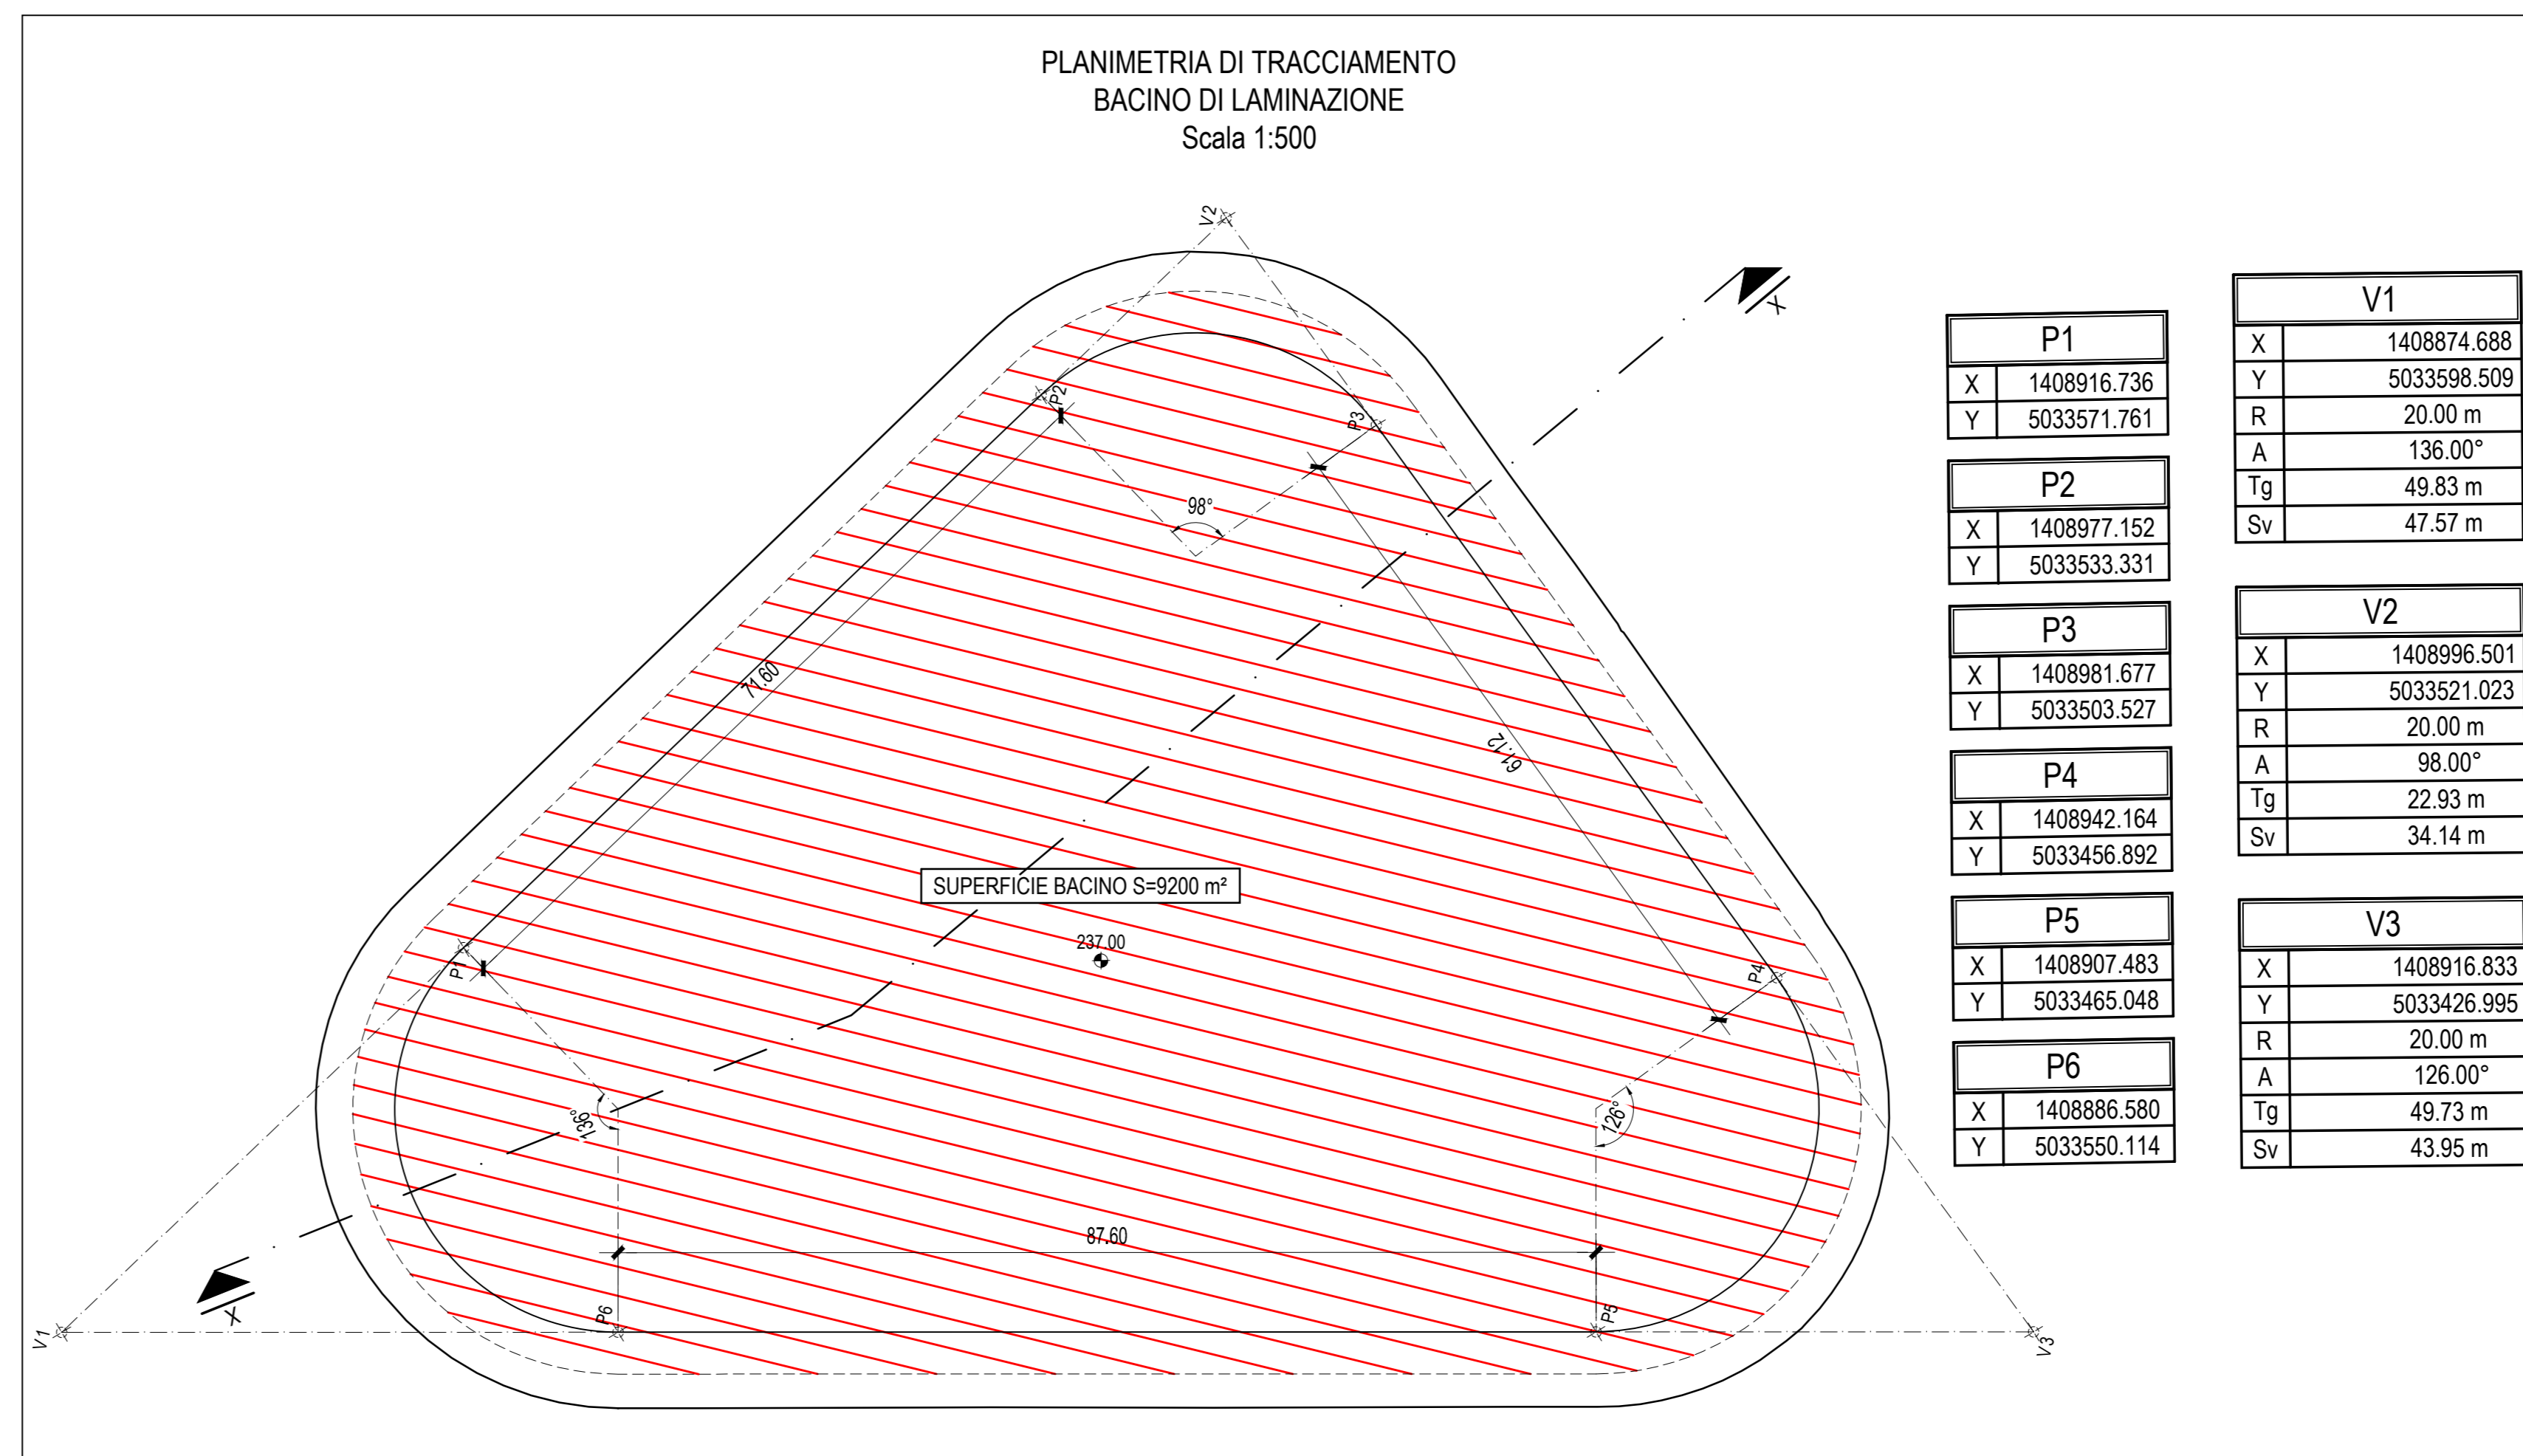 PLANIMETRIA DI TRACCIAMENTO
BACINO DI LAMINAZIONE
Scala 1:500
V2
X
P2
P3
98°
71.60
61.12
SUPERFICIE BACINO S=9200 m²
237.00
P1
P4
136°
126°
87.60
X
P6
P5
V1
V3
P1
X 1408916.736
Y 5033571.761
P2
X 1408977.152
Y 5033533.331
P3
X 1408981.677
Y 5033503.527
P4
X 1408942.164
Y 5033456.892
P5
X 1408907.483
Y 5033465.048
P6
X 1408886.580
Y 5033550.114
V1
X 1408874.688
Y 5033598.509
R 20.00 m
A 136.00°
Tg 49.83 m
Sv 47.57 m
V2
X 1408996.501
Y 5033521.023
R 20.00 m
A 98.00°
Tg 22.93 m
Sv 34.14 m
V3
X 1408916.833
Y 5033426.995
R 20.00 m
A 126.00°
Tg 49.73 m
Sv 43.95 m